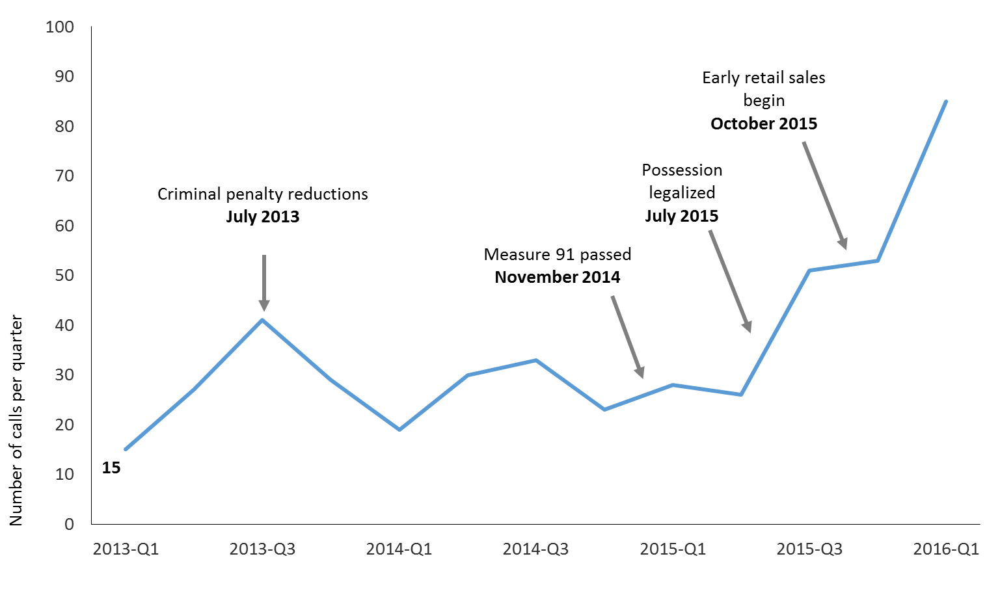 100
90
80
70
60
50
40
30
20
10
0
Number of calls per quarter
Early retail sales
begin
October 2015
Possession
legalized
July 2015
Criminal penalty reductions
July 2013
Measure 91 passed
November 2014
15
2013-Q1 2013-Q3 2014-Q1 2014-Q3 2015-Q1 2015-Q3 2016-Q1